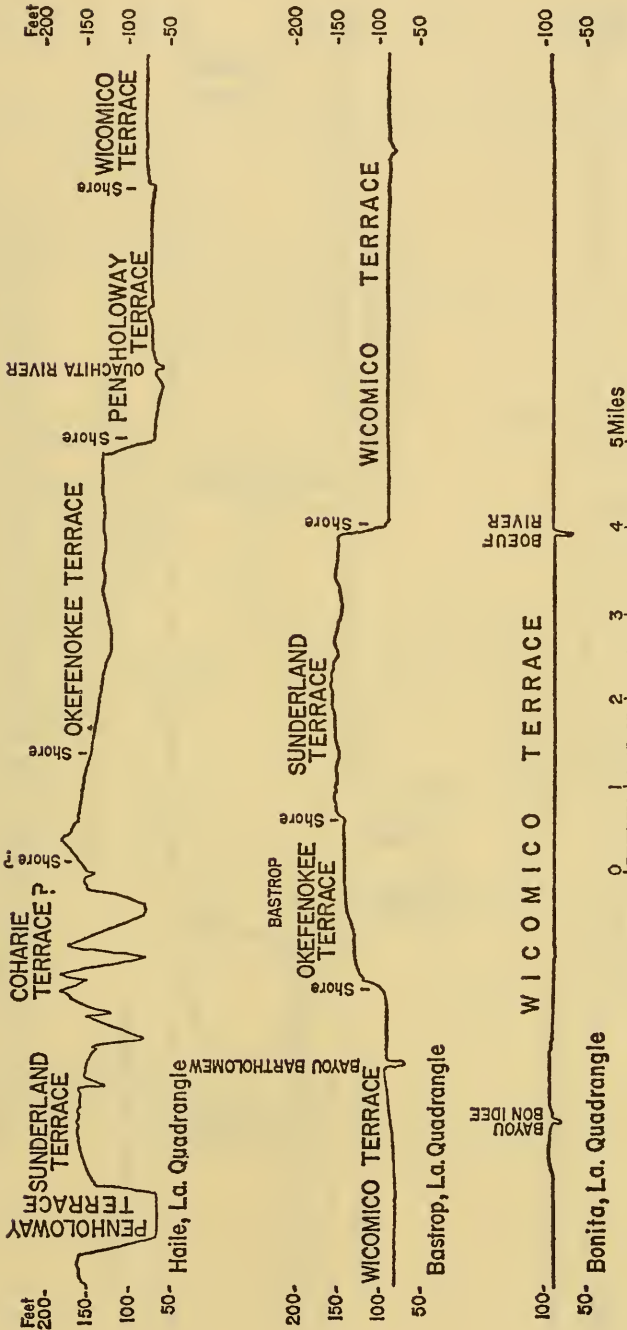 Feet
200-
150-
100-
50-
PENHOLOWAY
TERRACE
SUNDERLAND
TERRACE
COHARIE
TERRACE?
Shore?
Shore
OKEFENOKEE TERRACE
Shore
PENHOLOWAY
TERRACE
OUACHITA RIVER
Shore
WICOMICO
TERRACE
Feet
-200
-150
-100
-50
Haile, La. Quadrangle
200-
150-
100-
50-
WICOMICO TERRACE
BAYOU BARTHOLOMEW
Shore
BASTROP
OKEFENOKEE
TERRACE
Shore
SUNDERLAND
TERRACE
Shore
WICOMICO TERRACE
-200
-150
-100
-50
Bastrop, La. Quadrangle
100-
50-
BAYOU
BON IDEE
WICOMICO TERRACE
BOEUF
RIVER
-100
-50
Bonita, La. Quadrangle
0 1 2 3 4 5 Miles